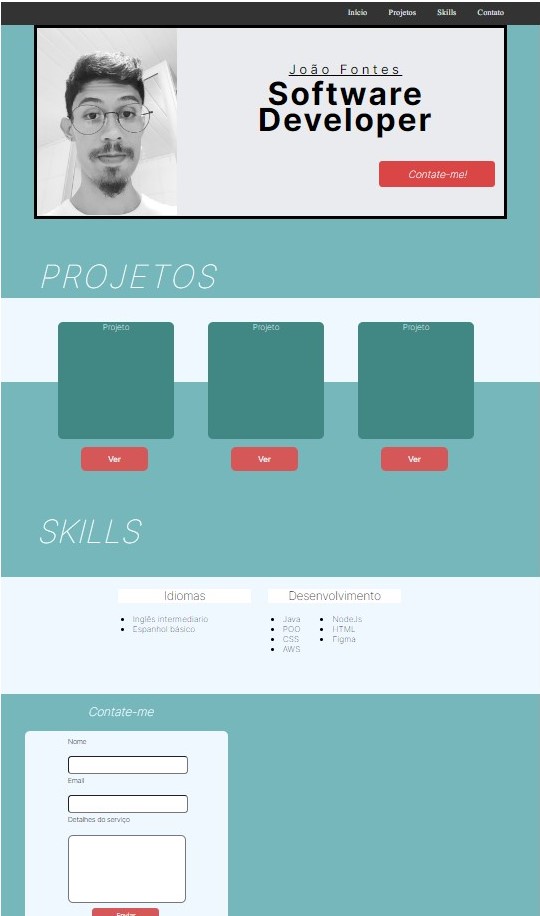 Início Projetos Skills Contato
João Fontes
Software
Developer
Contate-me!
PROJETOS
Projeto Projeto Projeto
Ver Ver Ver
SKILLS
Idiomas
Inglês intermediario
Espanhol básico
Desenvolvimento
Java
POO
CSS
AWS
NodeJs
HTML
Figma
Contate-me
Nome
Email
Detalhes do serviço
Enviar